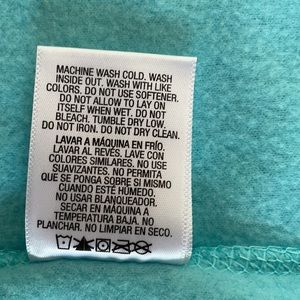 MACHINE WASH COLD. WASH
INSIDE OUT. WASH WITH LIKE
COLORS. DO NOT USE SOFTENER.
DO NOT ALLOW TO LAY ON
ITSELF WHEN WET. DO NOT
BLEACH. TUMBLE DRY LOW.
DO NOT IRON. DO NOT DRY CLEAN.
LAVAR A MÁQUINA EN FRÍO.
LAVAR AL REVÉS. LAVE CON
COLORES SIMILARES. NO USE
SUAVIZANTES. NO PERMITA
QUE SE PONGA SOBRE SI MISMO
CUANDO ESTÉ HÚMEDO.
NO USAR BLANQUEADOR.
SECAR EN MÁQUINA A
TEMPERATURA BAJA. NO
PLANCHAR. NO LIMPIAR EN SECO.